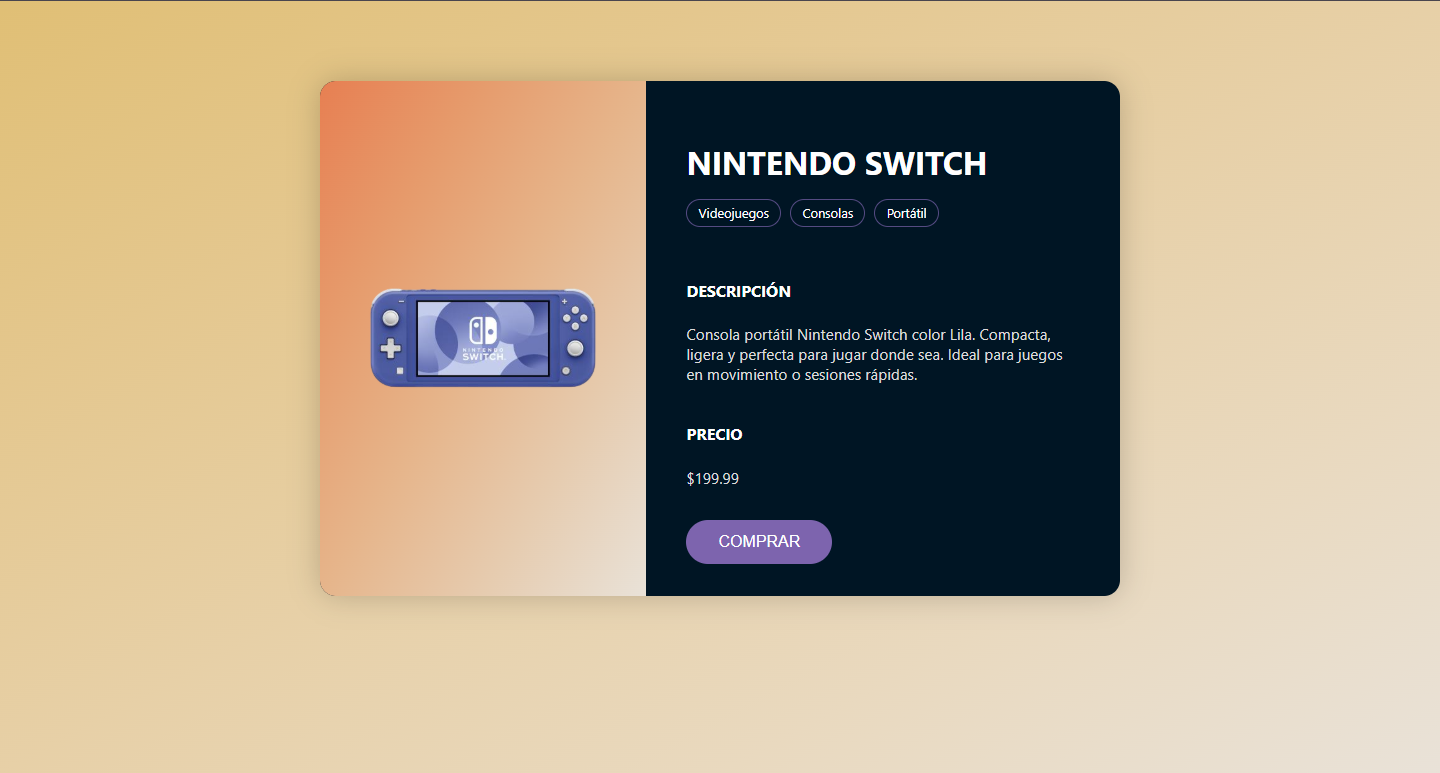 NINTENDO SWITCH
Videojuegos Consolas Portátil
DESCRIPCIÓN
Consola portátil Nintendo Switch color Lila. Compacta,
ligera y perfecta para jugar donde sea. Ideal para juegos
en movimiento o sesiones rápidas.
PRECIO
$199.99
COMPRAR
NINTENDO
SWITCH